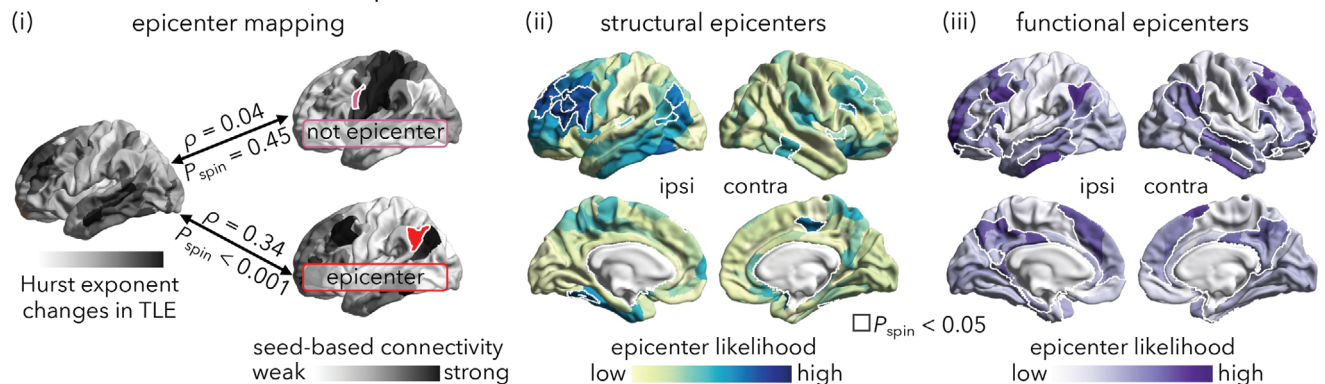 (i) epicenter mapping
ρ = 0.04
P_spin = 0.45
not epicenter
ρ = 0.34
P_spin < 0.001
epicenter
Hurst exponent
changes in TLE
seed-based connectivity
weak strong
(ii) structural epicenters
ipsi contra
□P_spin < 0.05
epicenter likelihood
low high
(iii) functional epicenters
ipsi contra
epicenter likelihood
low high